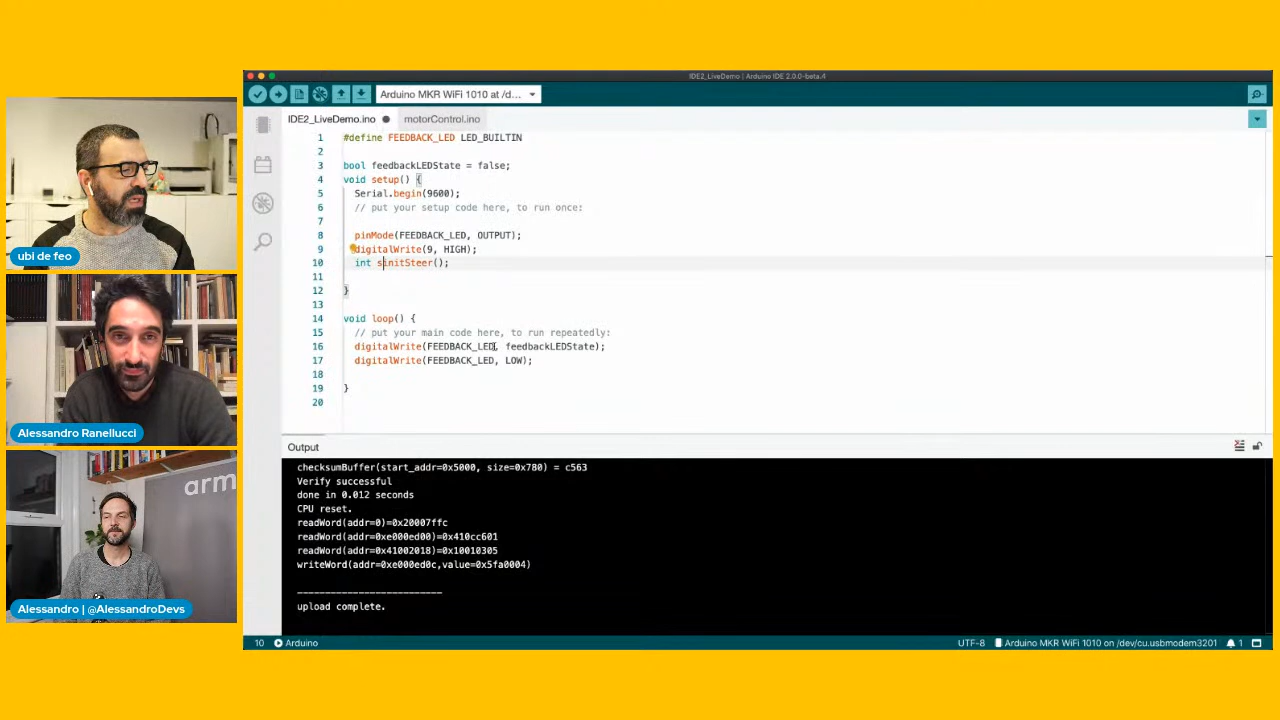 ubi de feo
Alessandro Ranellucci
arm
Alessandro | @AlessandroDevs
IDE2_LiveDemo | Arduino IDE 2.0.0-beta.4
Arduino MKR WiFi 1010 at /d...
IDE2_LiveDemo.ino
motorControl.ino
1 #define FEEDBACK_LED LED_BUILTIN
2
3 bool feedbackLEDState = false;
4 void setup() {
5 Serial.begin(9600);
6 // put your setup code here, to run once:
7
8 pinMode(FEEDBACK_LED, OUTPUT);
9 digitalWrite(9, HIGH);
10 int sinitSteer();
11
12 }
13
14 void loop() {
15 // put your main code here, to run repeatedly:
16 digitalWrite(FEEDBACK_LED, feedbackLEDState);
17 digitalWrite(FEEDBACK_LED, LOW);
18
19 }
20
Output
checksumBuffer(start_addr=0x5000, size=0x780) = c563
Verify successful
done in 0.012 seconds
CPU reset.
readWord(addr=0)=0x20007ffc
readWord(addr=0xe000ed00)=0x410cc601
readWord(addr=0x41002018)=0x10010305
writeWord(addr=0xe000ed0c,value=0x5fa0004)
--------------------------
upload complete.
10 Arduino
UTF-8 Arduino MKR WiFi 1010 on /dev/cu.usbmodem3201 1